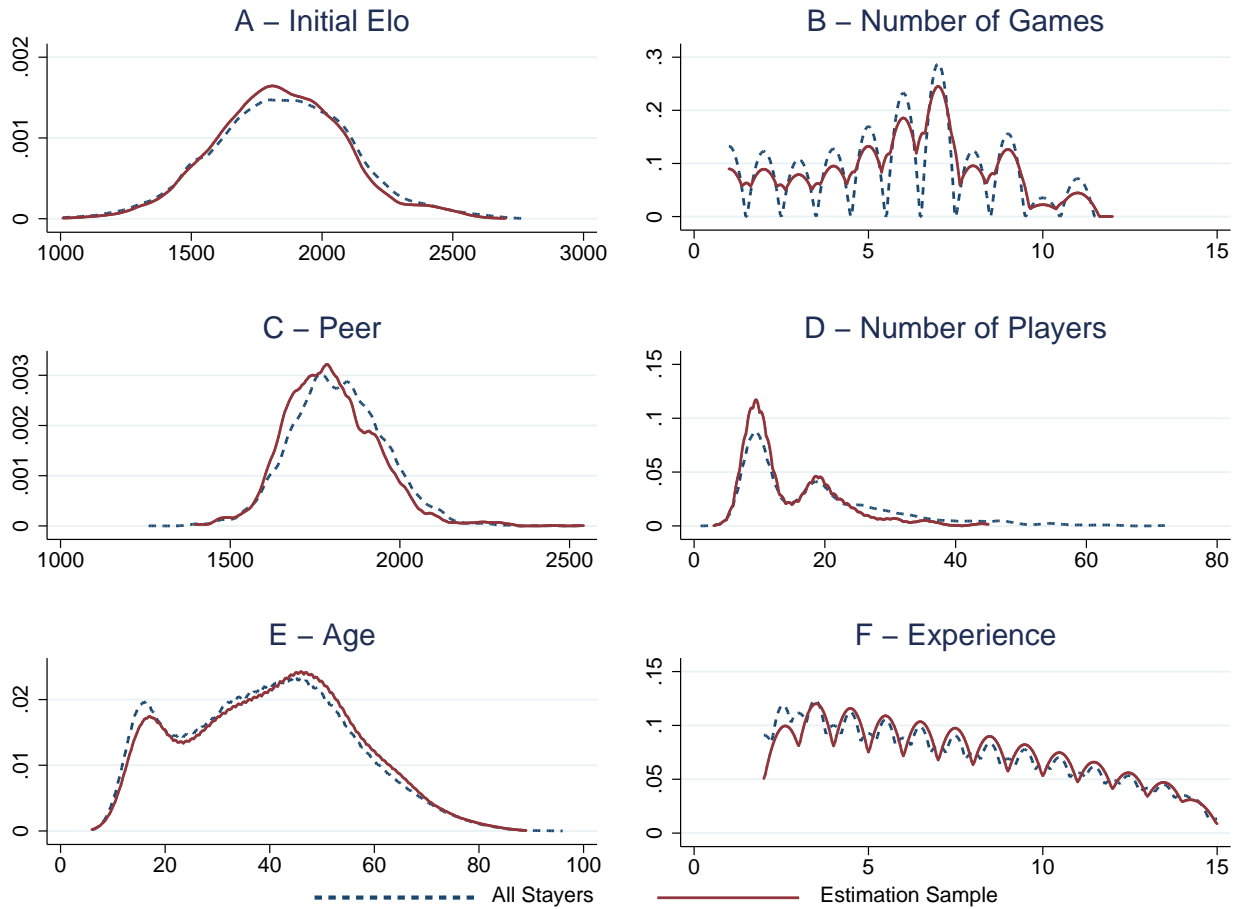 A – Initial Elo
.002
.001
0
1000 1500 2000 2500 3000
B – Number of Games
.3
.2
.1
0
0 5 10 15
C – Peer
.003
.002
.001
0
1000 1500 2000 2500
D – Number of Players
.15
.1
.05
0
0 20 40 60 80
E – Age
.02
.01
0
0 20 40 60 80 100
F – Experience
.15
.1
.05
0
0 5 10 15
All Stayers
Estimation Sample